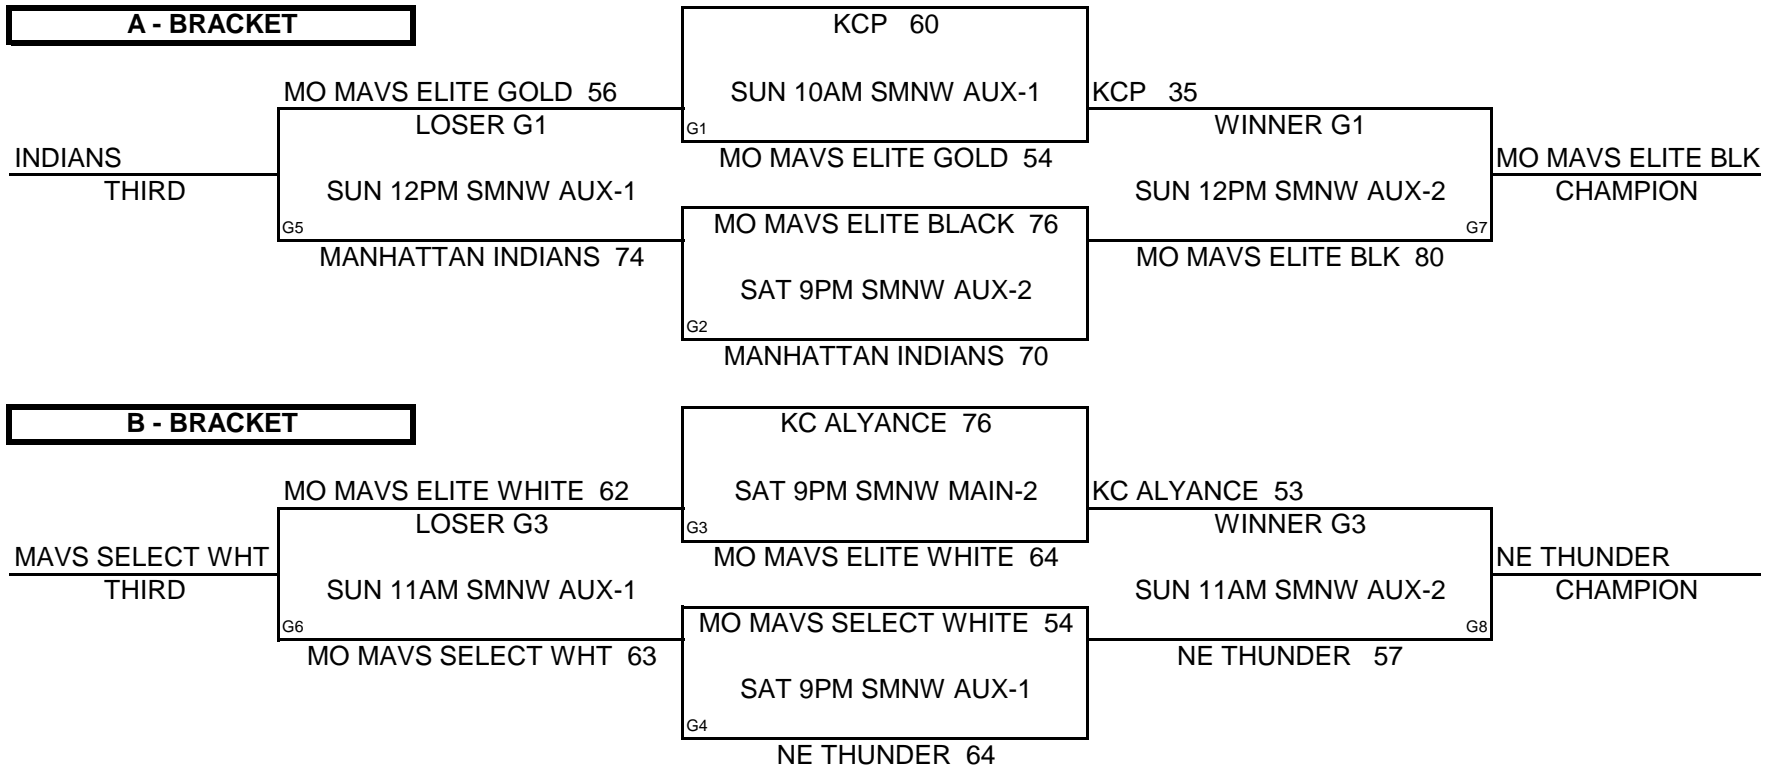 A - BRACKET
KCP 60
MO MAVS ELITE GOLD 56
SUN 10AM SMNW AUX-1
KCP 35
LOSER G1
G1
WINNER G1
INDIANS
MO MAVS ELITE GOLD 54
MO MAVS ELITE BLK
THIRD
SUN 12PM SMNW AUX-1
SUN 12PM SMNW AUX-2
CHAMPION
G5
MO MAVS ELITE BLACK 76
G7
MANHATTAN INDIANS 74
MO MAVS ELITE BLK 80
SAT 9PM SMNW AUX-2
G2
MANHATTAN INDIANS 70
B - BRACKET
KC ALYANCE 76
MO MAVS ELITE WHITE 62
SAT 9PM SMNW MAIN-2
KC ALYANCE 53
LOSER G3
G3
WINNER G3
MAVS SELECT WHT
MO MAVS ELITE WHITE 64
NE THUNDER
THIRD
SUN 11AM SMNW AUX-1
SUN 11AM SMNW AUX-2
CHAMPION
G6
MO MAVS SELECT WHITE 54
G8
MO MAVS SELECT WHT 63
NE THUNDER 57
SAT 9PM SMNW AUX-1
G4
NE THUNDER 64